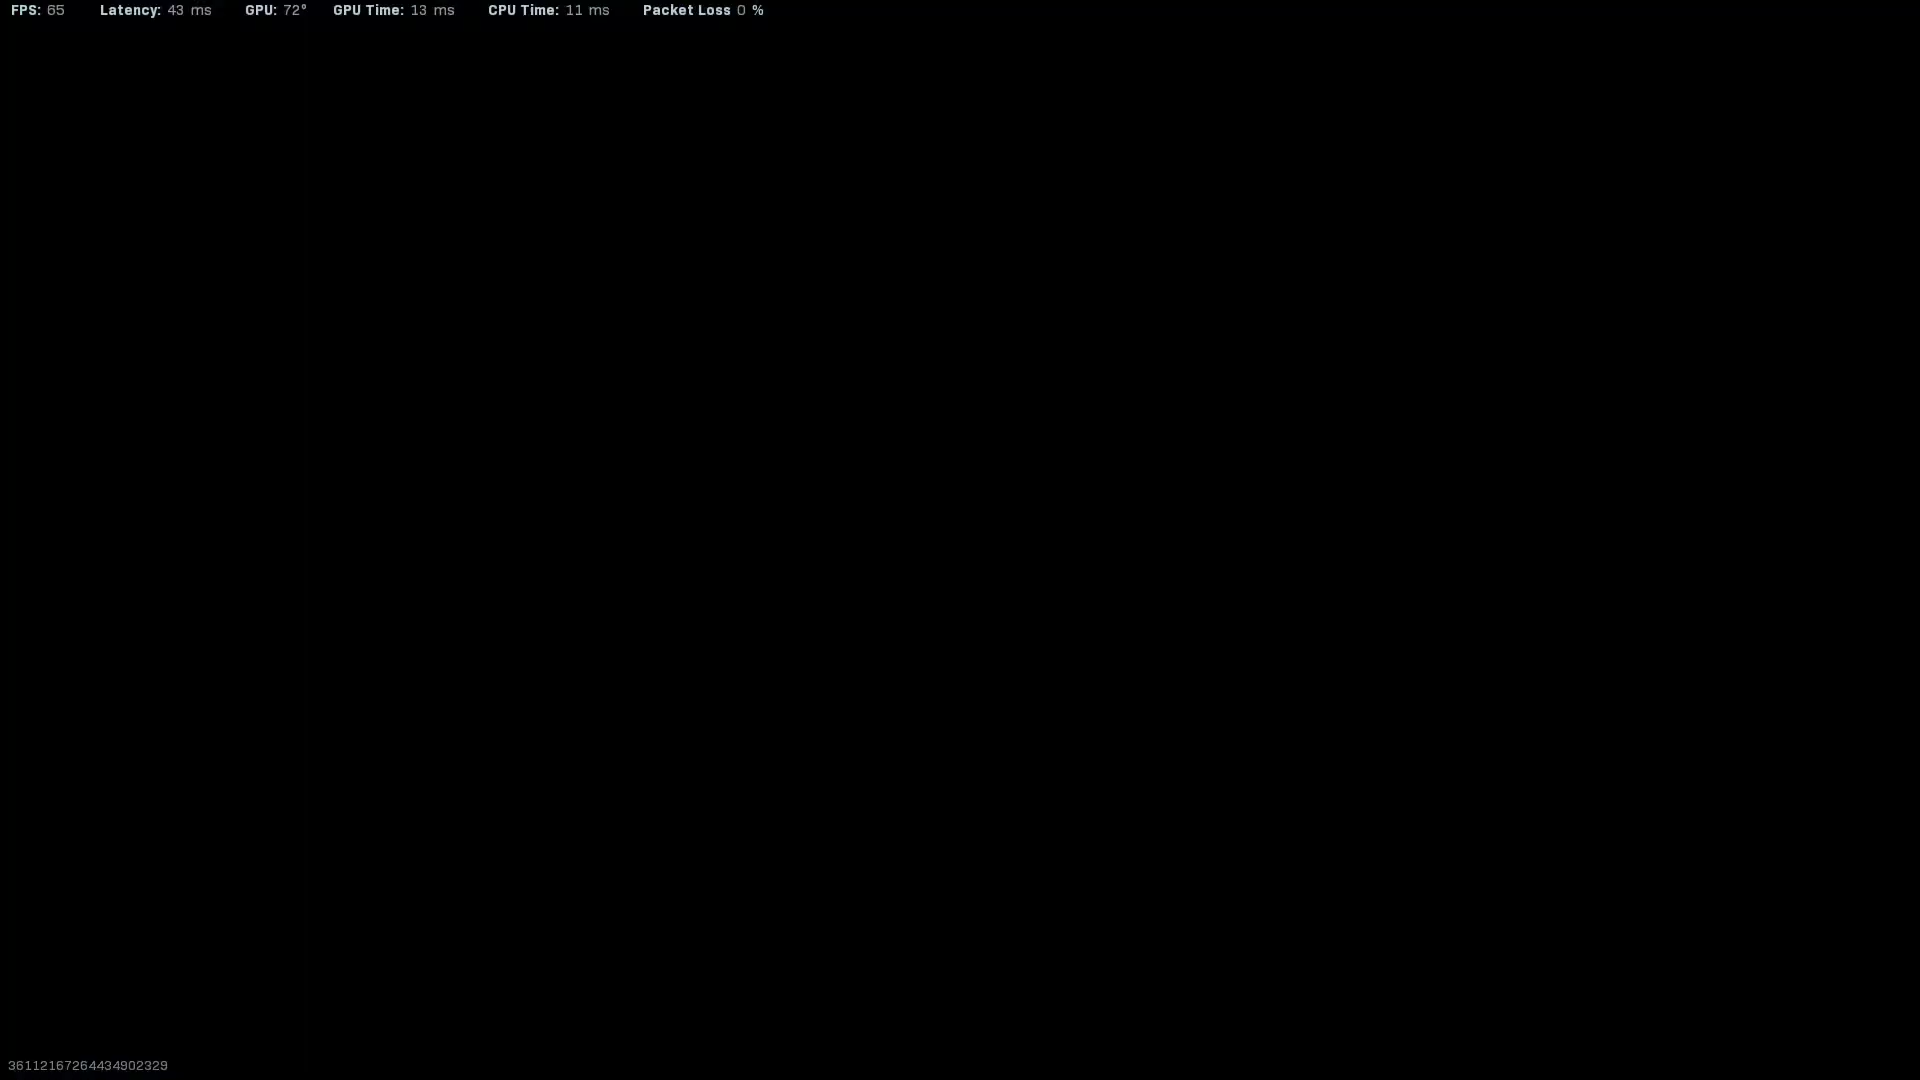 FPS: 65 Latency: 43 ms GPU: 72° GPU Time: 13 ms CPU Time: 11 ms Packet Loss 0 %
36112167264434902329